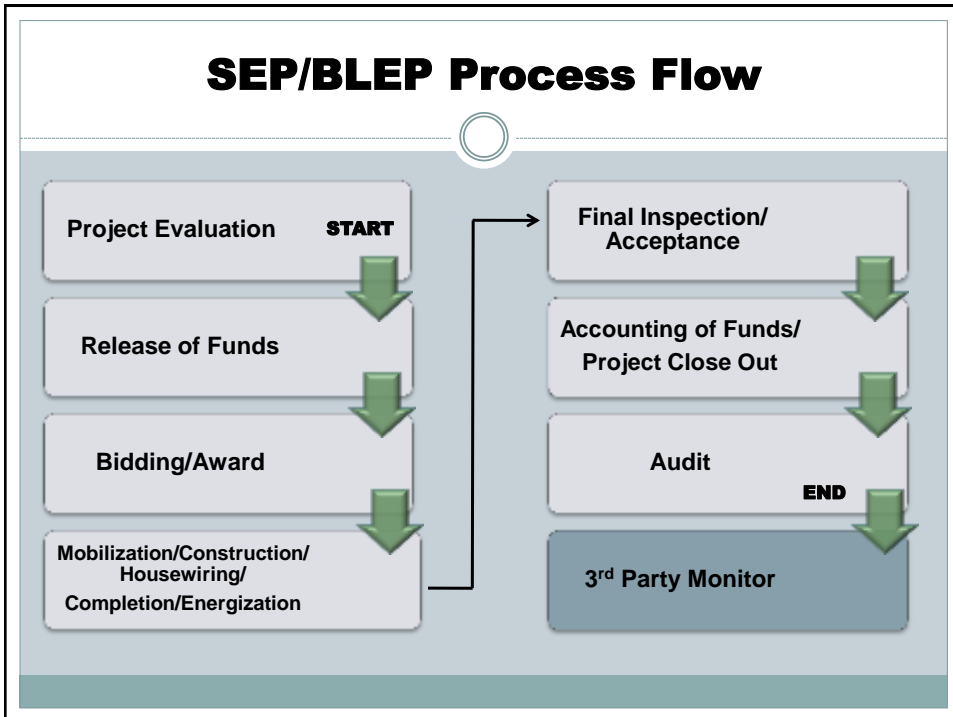 SEP/BLEP Process Flow
Project Evaluation START
Release of Funds
Bidding/Award
Mobilization/Construction/
Housewiring/
Completion/Energization
Final Inspection/
Acceptance
Accounting of Funds/
Project Close Out
Audit
END
3rd Party Monitor